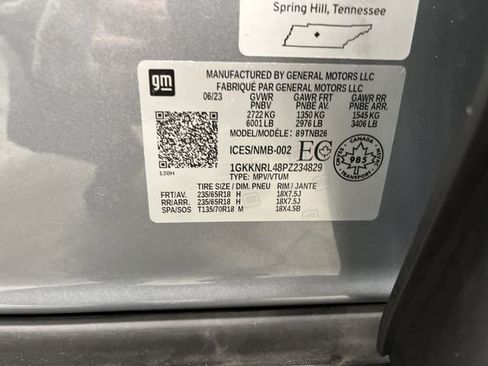 Spring Hill, Tennessee
gm
MANUFACTURED BY GENERAL MOTORS LLC
FABRIQUÉ PAR GENERAL MOTORS LLC
06/23 GVWR GAWR FRT GAWR RR
PNBV PNBE AV. PNBE ARR.
2722 KG 1350 KG 1545 KG
6001 LB 2976 LB 3406 LB
MODEL/MODÈLE: 89TNB26
ICES/NMB-002 EC
CANADA
985
1GKKNRL48PZ234829
TYPE: MPV/VTUM
130H
TIRE SIZE / DIM. PNEU RIM / JANTE
FRT/AV. 235/65R18 H 18X7.5J
RR/ARR. 235/65R18 H 18X7.5J
SPA/SOS T135/70R18 M 18X4.5B